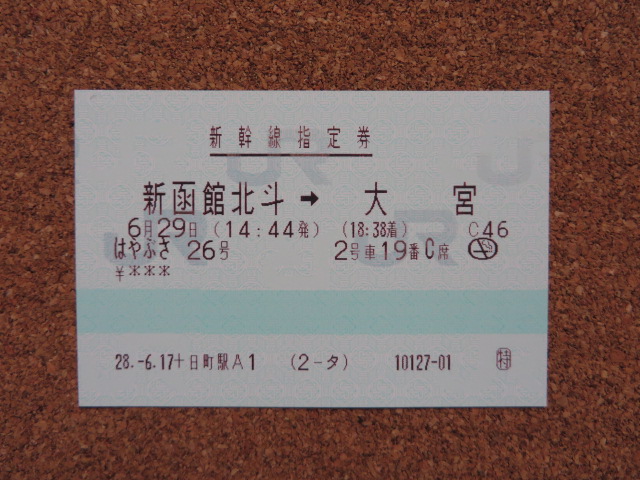 新幹線指定券
新函館北斗 ➡ 大宮
6月29日 (14:44発) (18:38着) C46
はやぶさ 26号 2号車19番C席
¥***
28.-6.17十日町駅A1 (2-タ) 10127-01 特